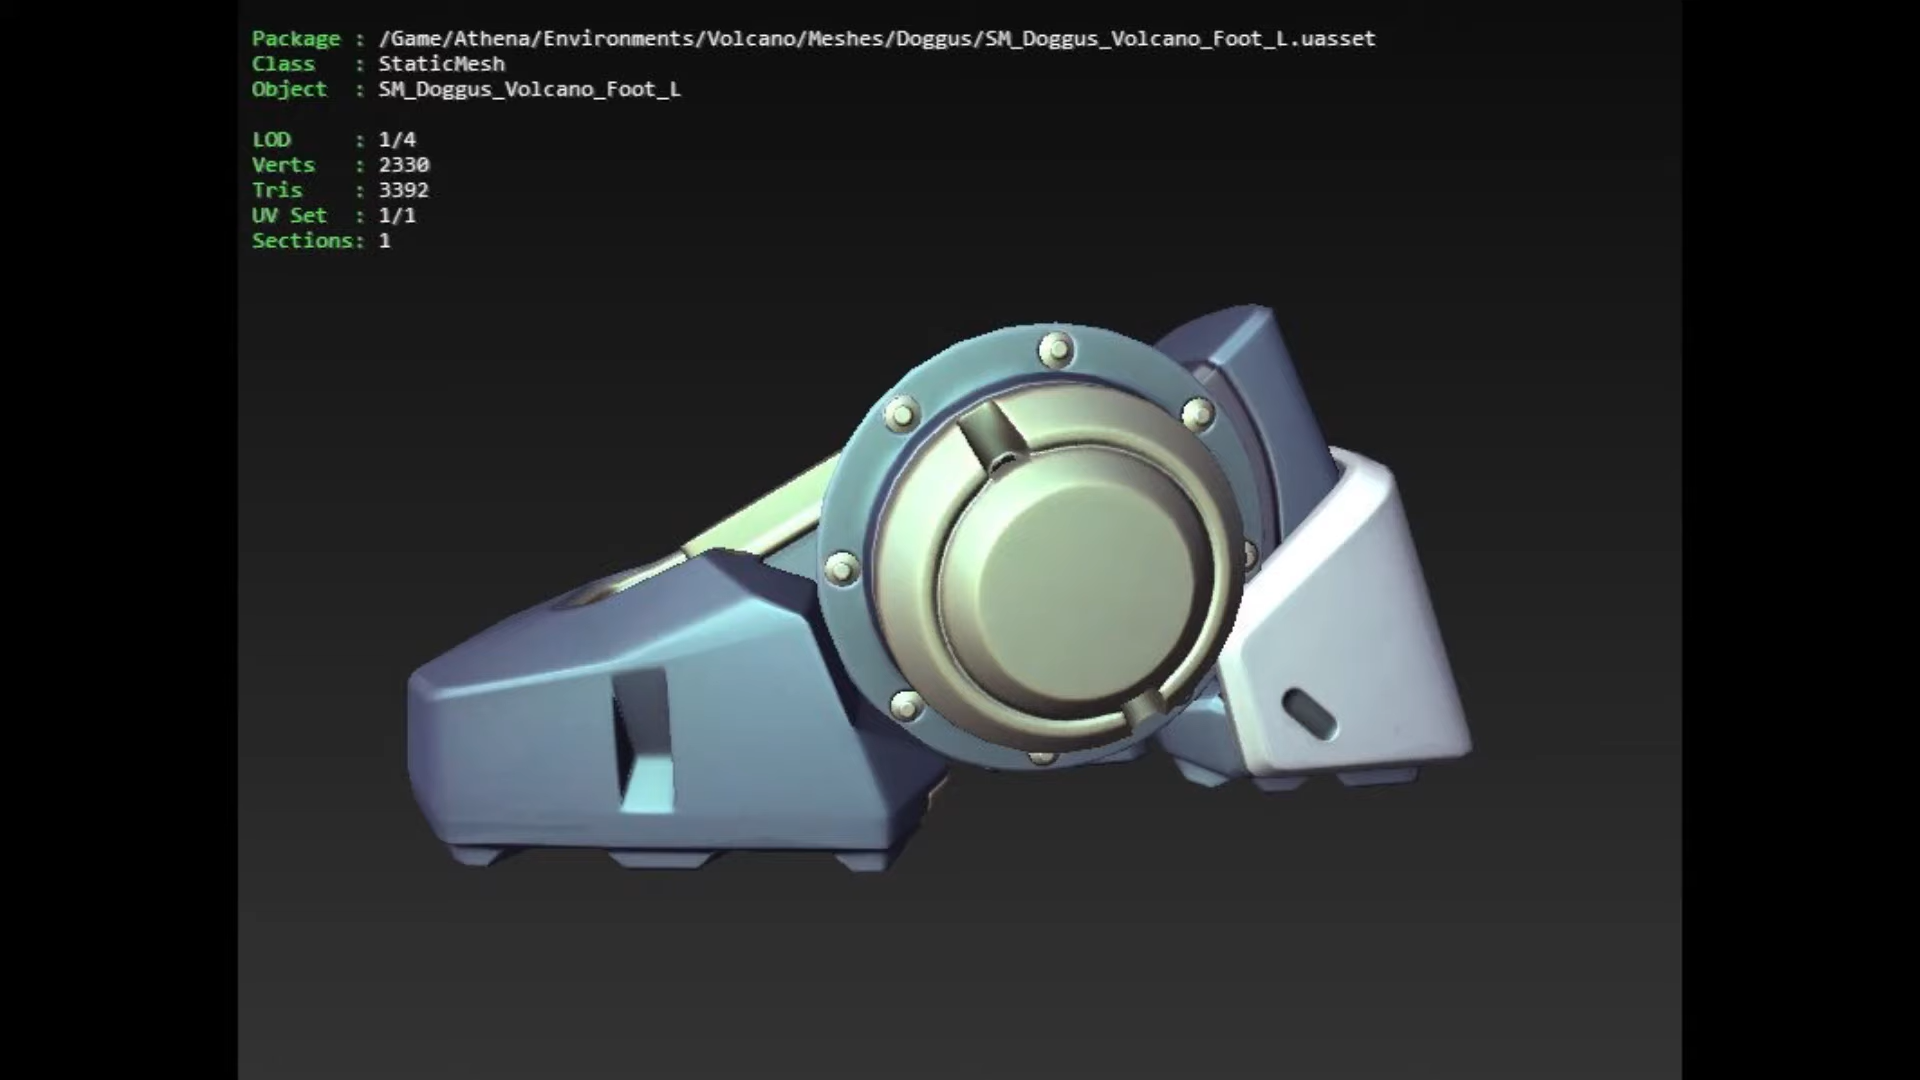 Package : /Game/Athena/Environments/Volcano/Meshes/Doggus/SM_Doggus_Volcano_Foot_L.uasset
Class : StaticMesh
Object : SM_Doggus_Volcano_Foot_L
LOD : 1/4
Verts : 2330
Tris : 3392
UV Set : 1/1
Sections: 1